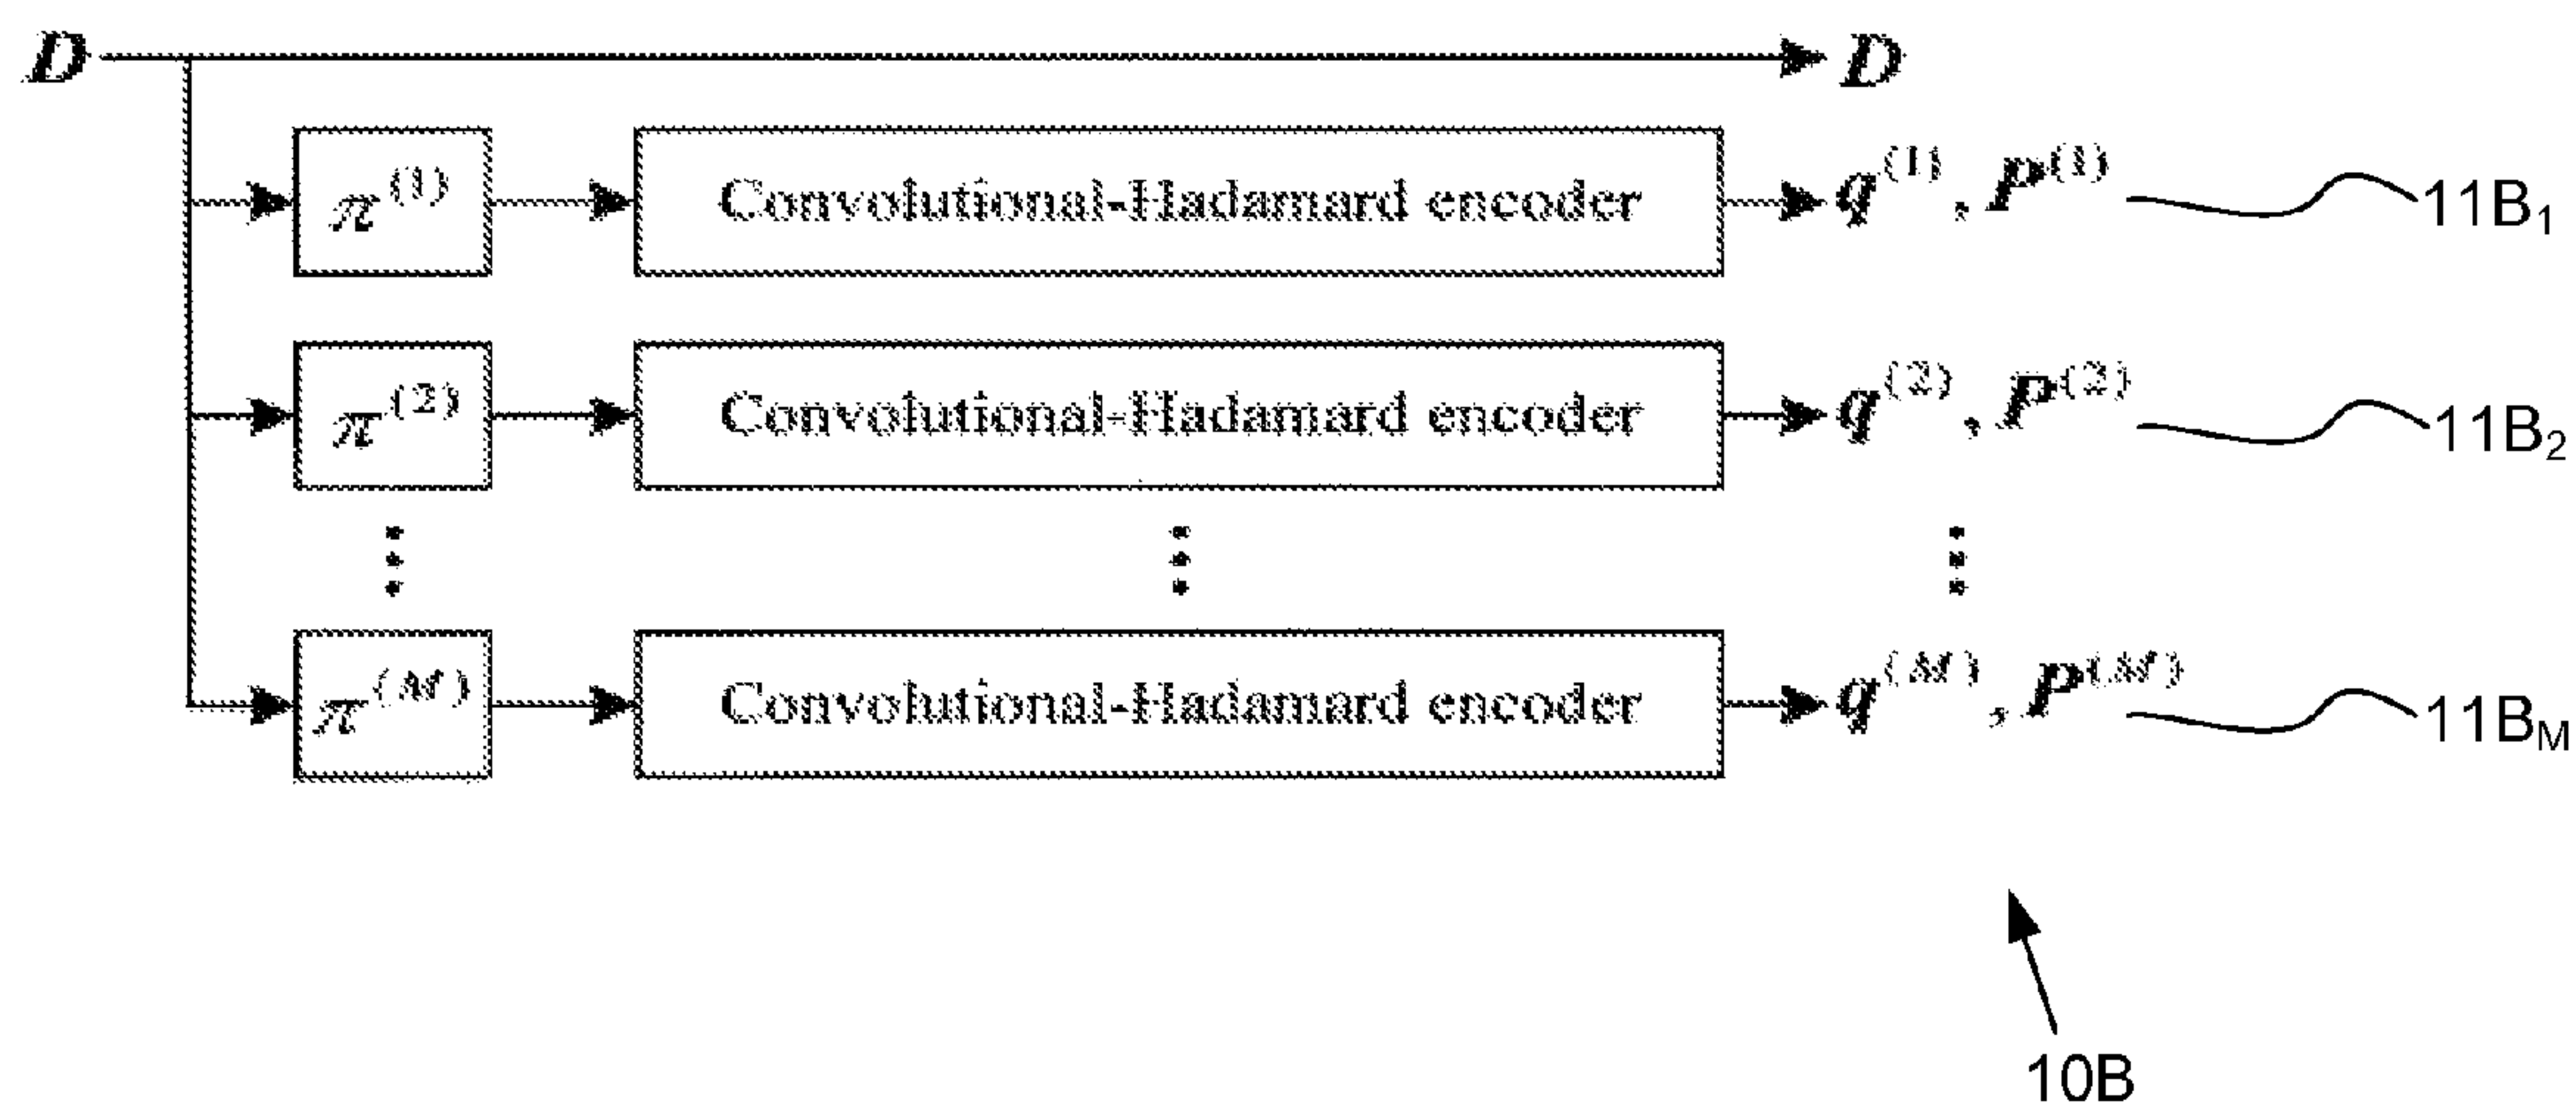 D D
π(1) Convolutional-Hadamard encoder q(1), P(1) 11B1
π(2) Convolutional-Hadamard encoder q(2), P(2) 11B2
π(M) Convolutional-Hadamard encoder q(M), P(M) 11BM
10B